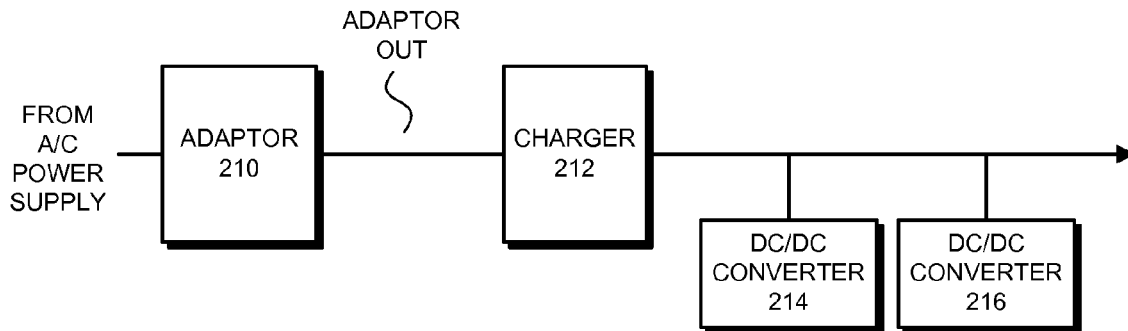 ADAPTOR
OUT
FROM
A/C
POWER
SUPPLY
ADAPTOR
210
CHARGER
212
DC/DC
CONVERTER
214
DC/DC
CONVERTER
216